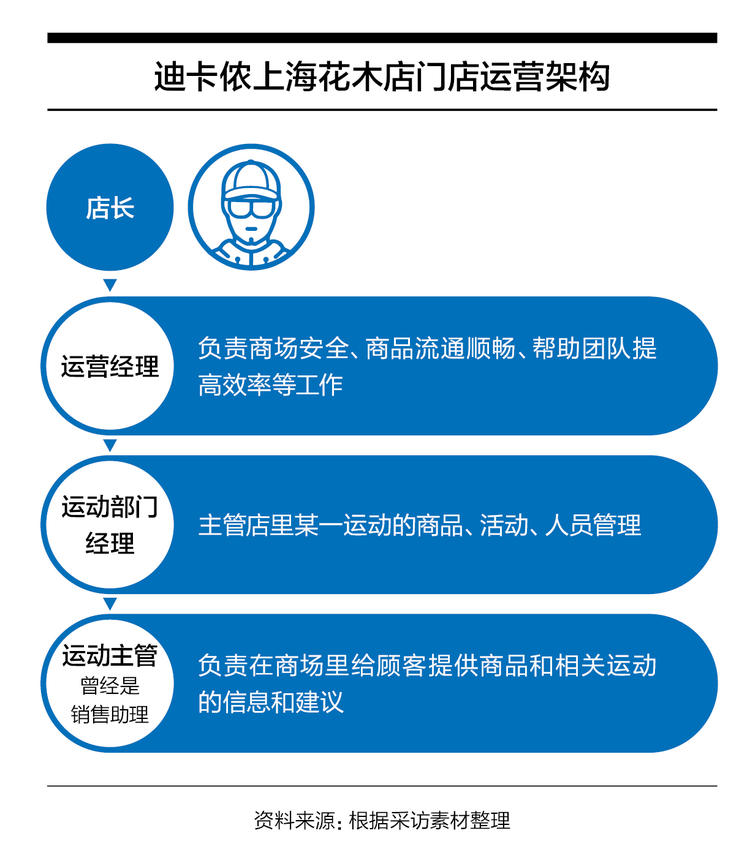 迪卡侬上海花木店门店运营架构
店长
运营经理
负责商场安全、商品流通顺畅、帮助团队提
高效率等工作
运动部门
经理
主管店里某一运动的商品、活动、人员管理
运动主管
曾经是
销售助理
负责在商场里给顾客提供商品和相关运动
的信息和建议
资料来源：根据采访素材整理